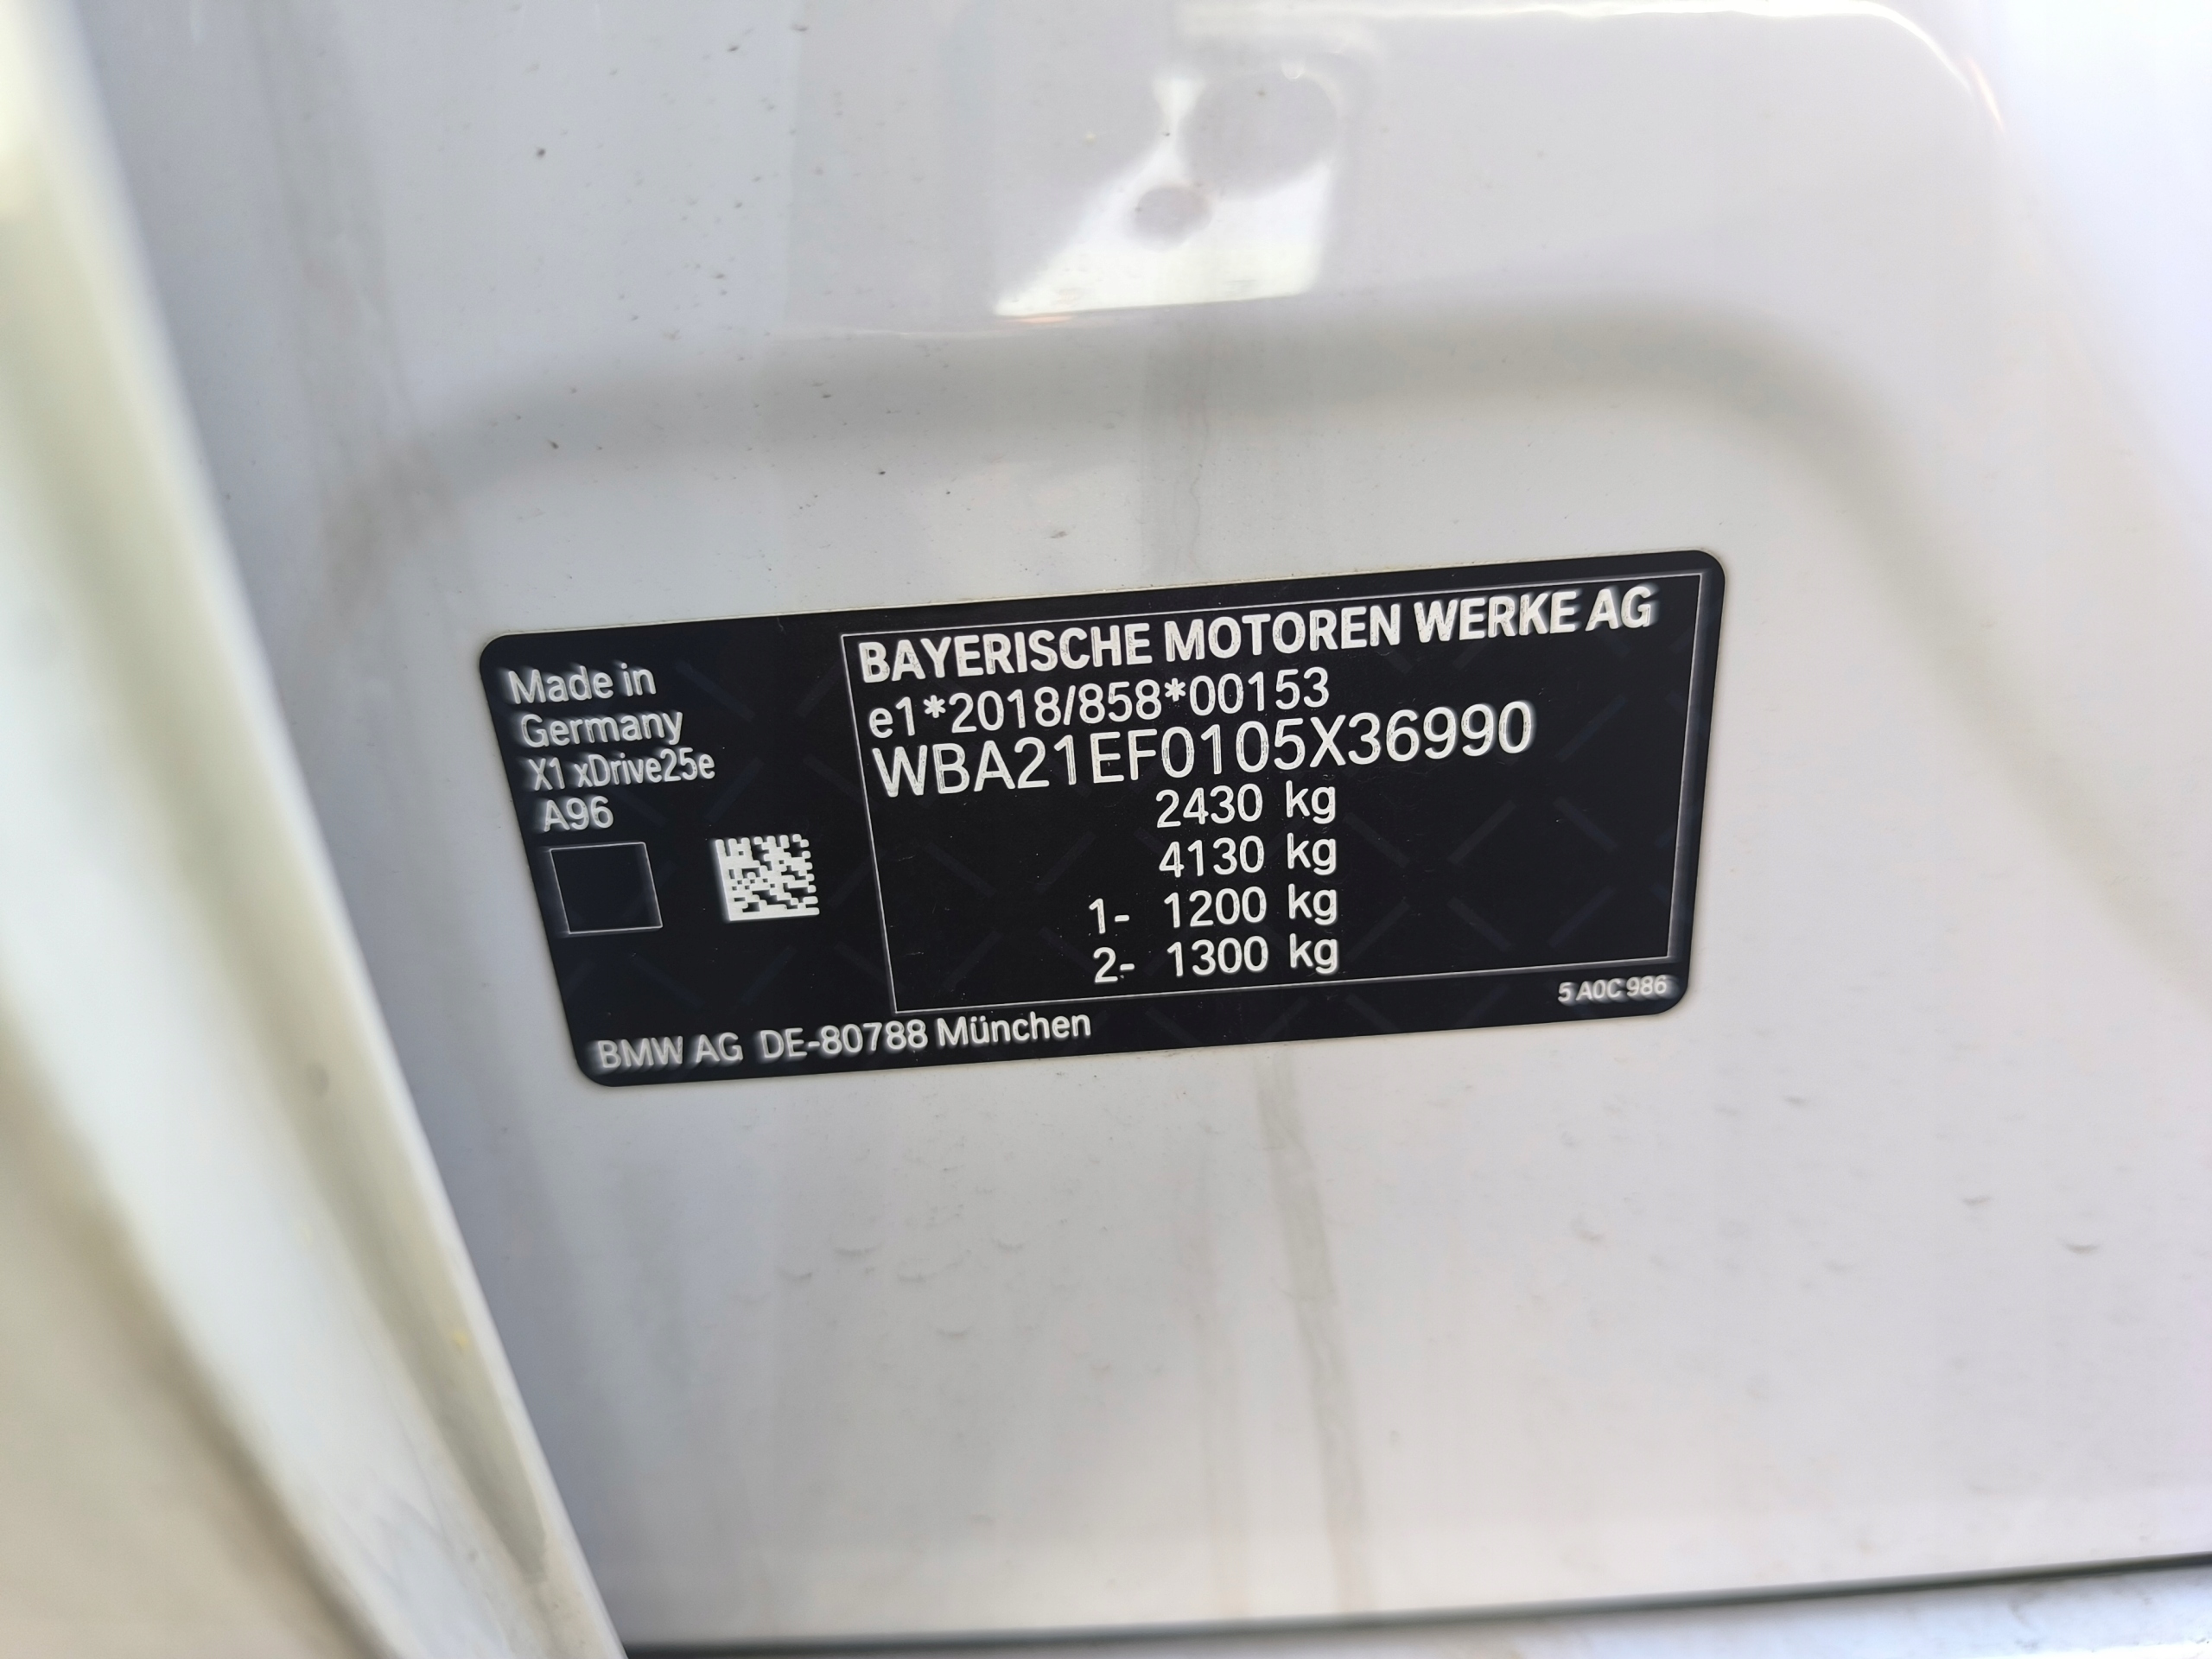 Made in
Germany
X1 xDrive25e
A96
BAYERISCHE MOTOREN WERKE AG
e1*2018/858*00153
WBA21EF0105X36990
2430 kg
4130 kg
1- 1200 kg
2- 1300 kg
5 A0C 986
BMW AG DE-80788 München